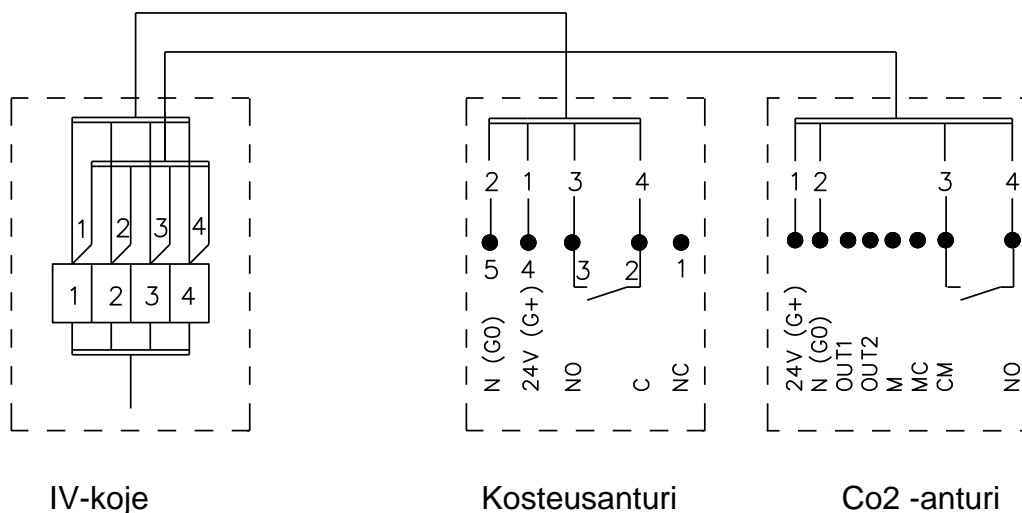 2 1 3 4
1 2 3 4
1 2 3 4
1 2 3 4
5 4 3 2 1
N (G0)
24V (G+)
NO
C
NC
24V (G+)
N (G0)
OUT1
OUT2
M
MC
CM
NO
IV-koje
Kosteusanturi
Co2 -anturi